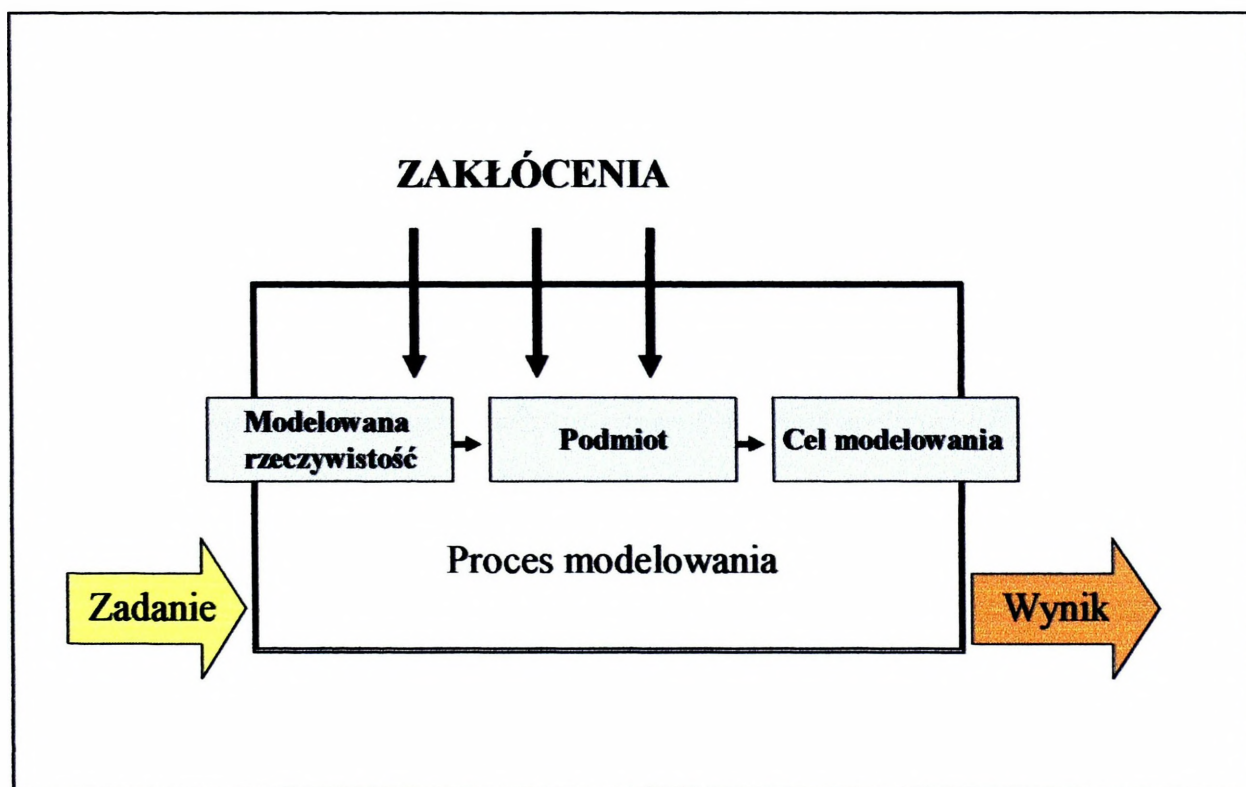 ZAKŁÓCENIA
Modelowana
rzeczywistość
Podmiot
Cel modelowania
Proces modelowania
Zadanie
Wynik